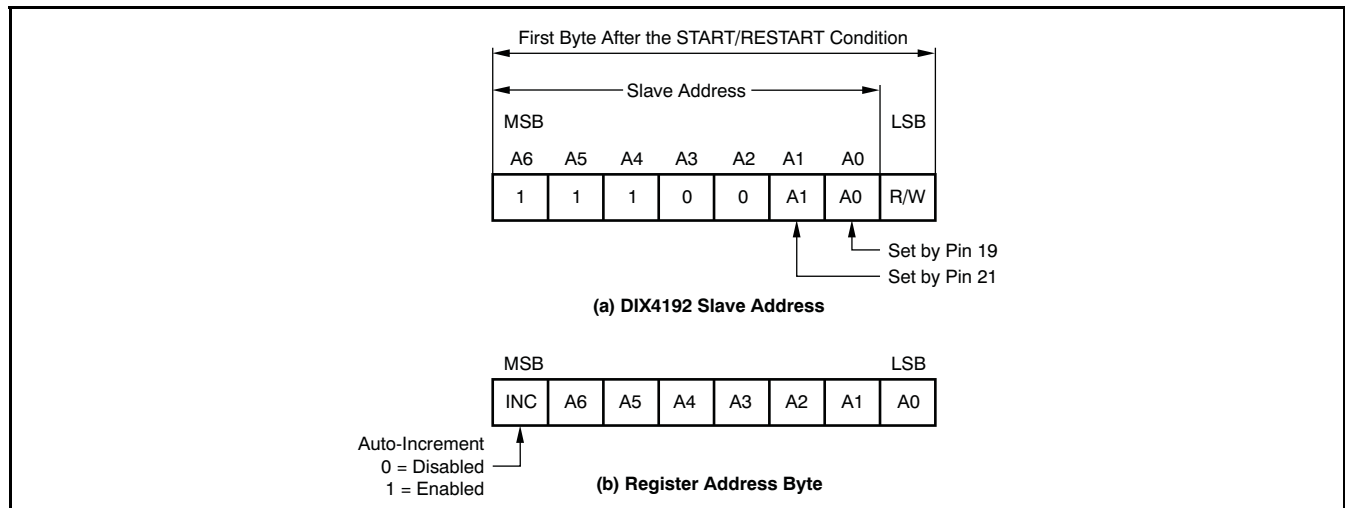 First Byte After the START/RESTART Condition
Slave Address
MSB LSB
A6 A5 A4 A3 A2 A1 A0
1 1 1 0 0 A1 A0 R/W
Set by Pin 19
Set by Pin 21
(a) DIX4192 Slave Address
MSB LSB
INC A6 A5 A4 A3 A2 A1 A0
Auto-Increment
0 = Disabled
1 = Enabled
(b) Register Address Byte